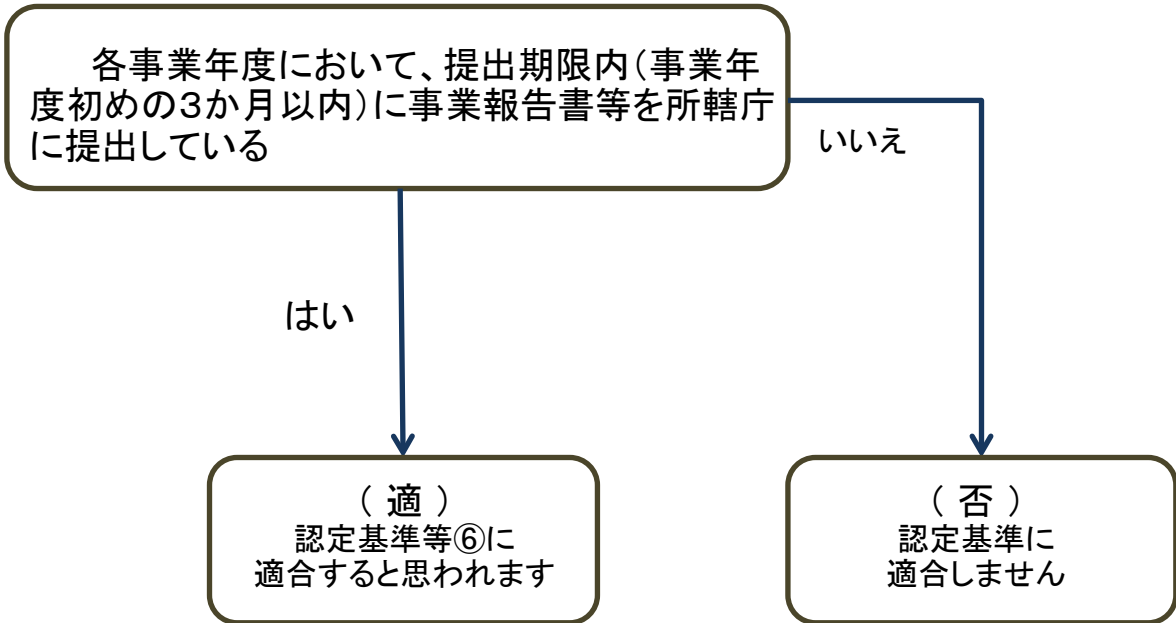 各事業年度において、提出期限内(事業年
度初めの3か月以内)に事業報告書等を所轄庁
に提出している
いいえ
はい
( 適 )
認定基準等⑥に
適合すると思われます
( 否 )
認定基準に
適合しません